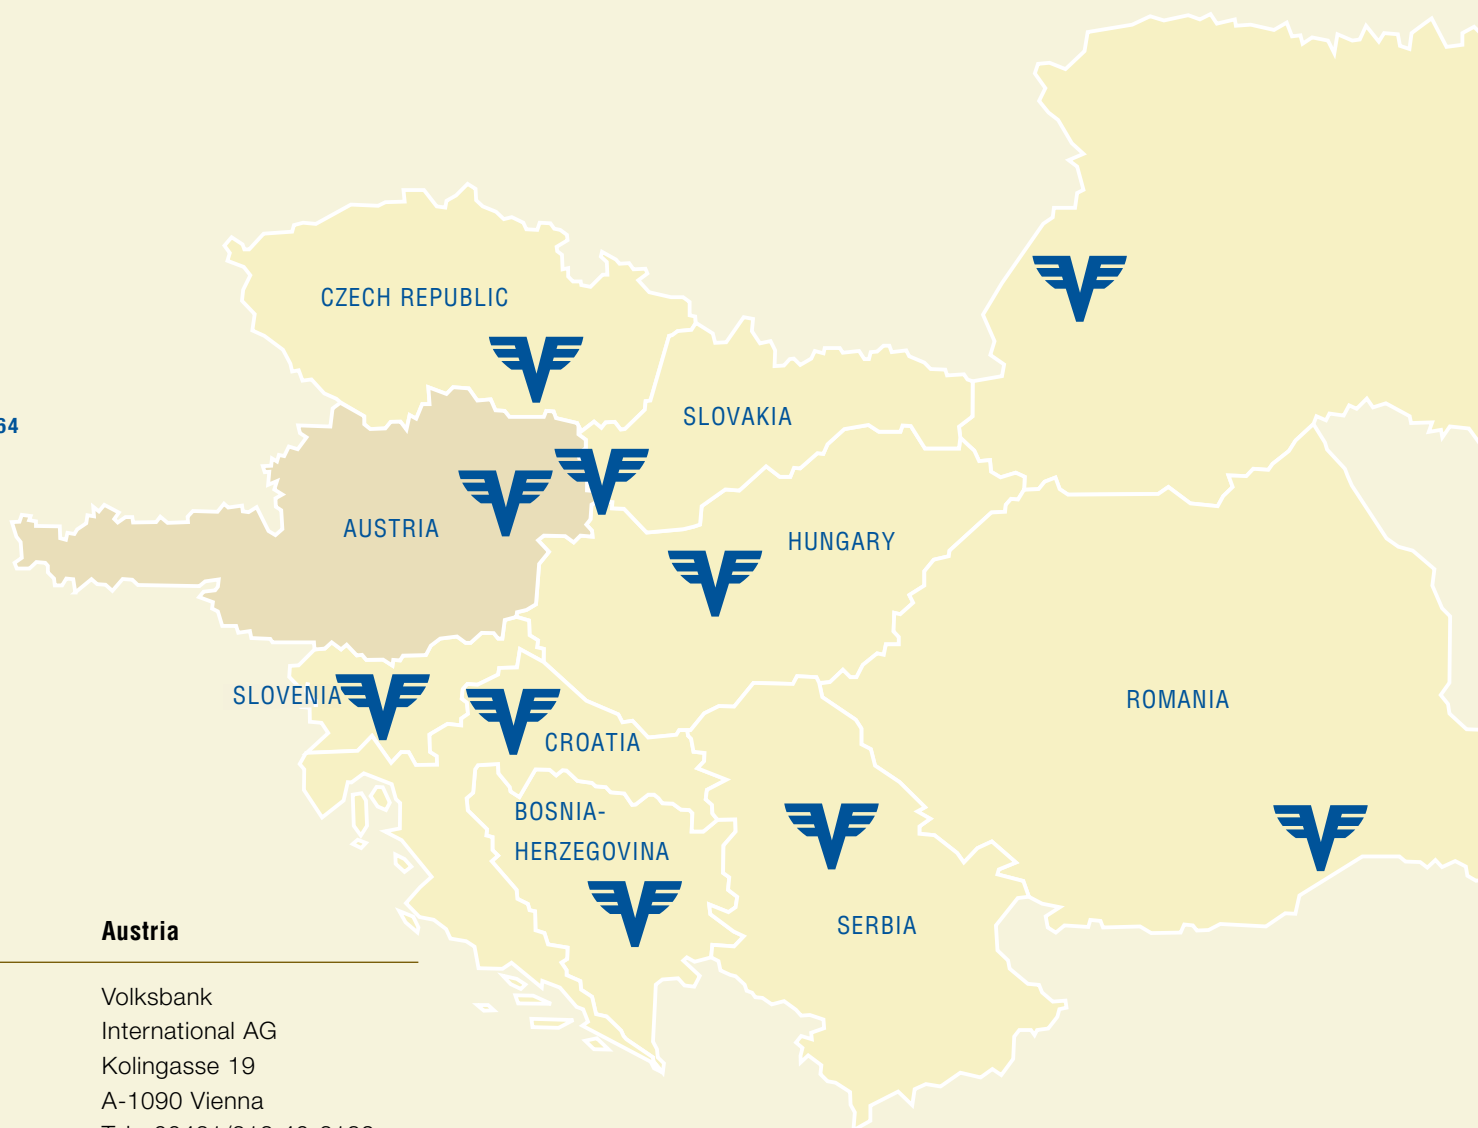 CZECH REPUBLIC
64
SLOVAKIA
AUSTRIA
HUNGARY
SLOVENIA
ROMANIA
CROATIA
BOSNIA-
HERZEGOVINA
SERBIA
Austria
Volksbank
International AG
Kolingasse 19
A-1090 Vienna